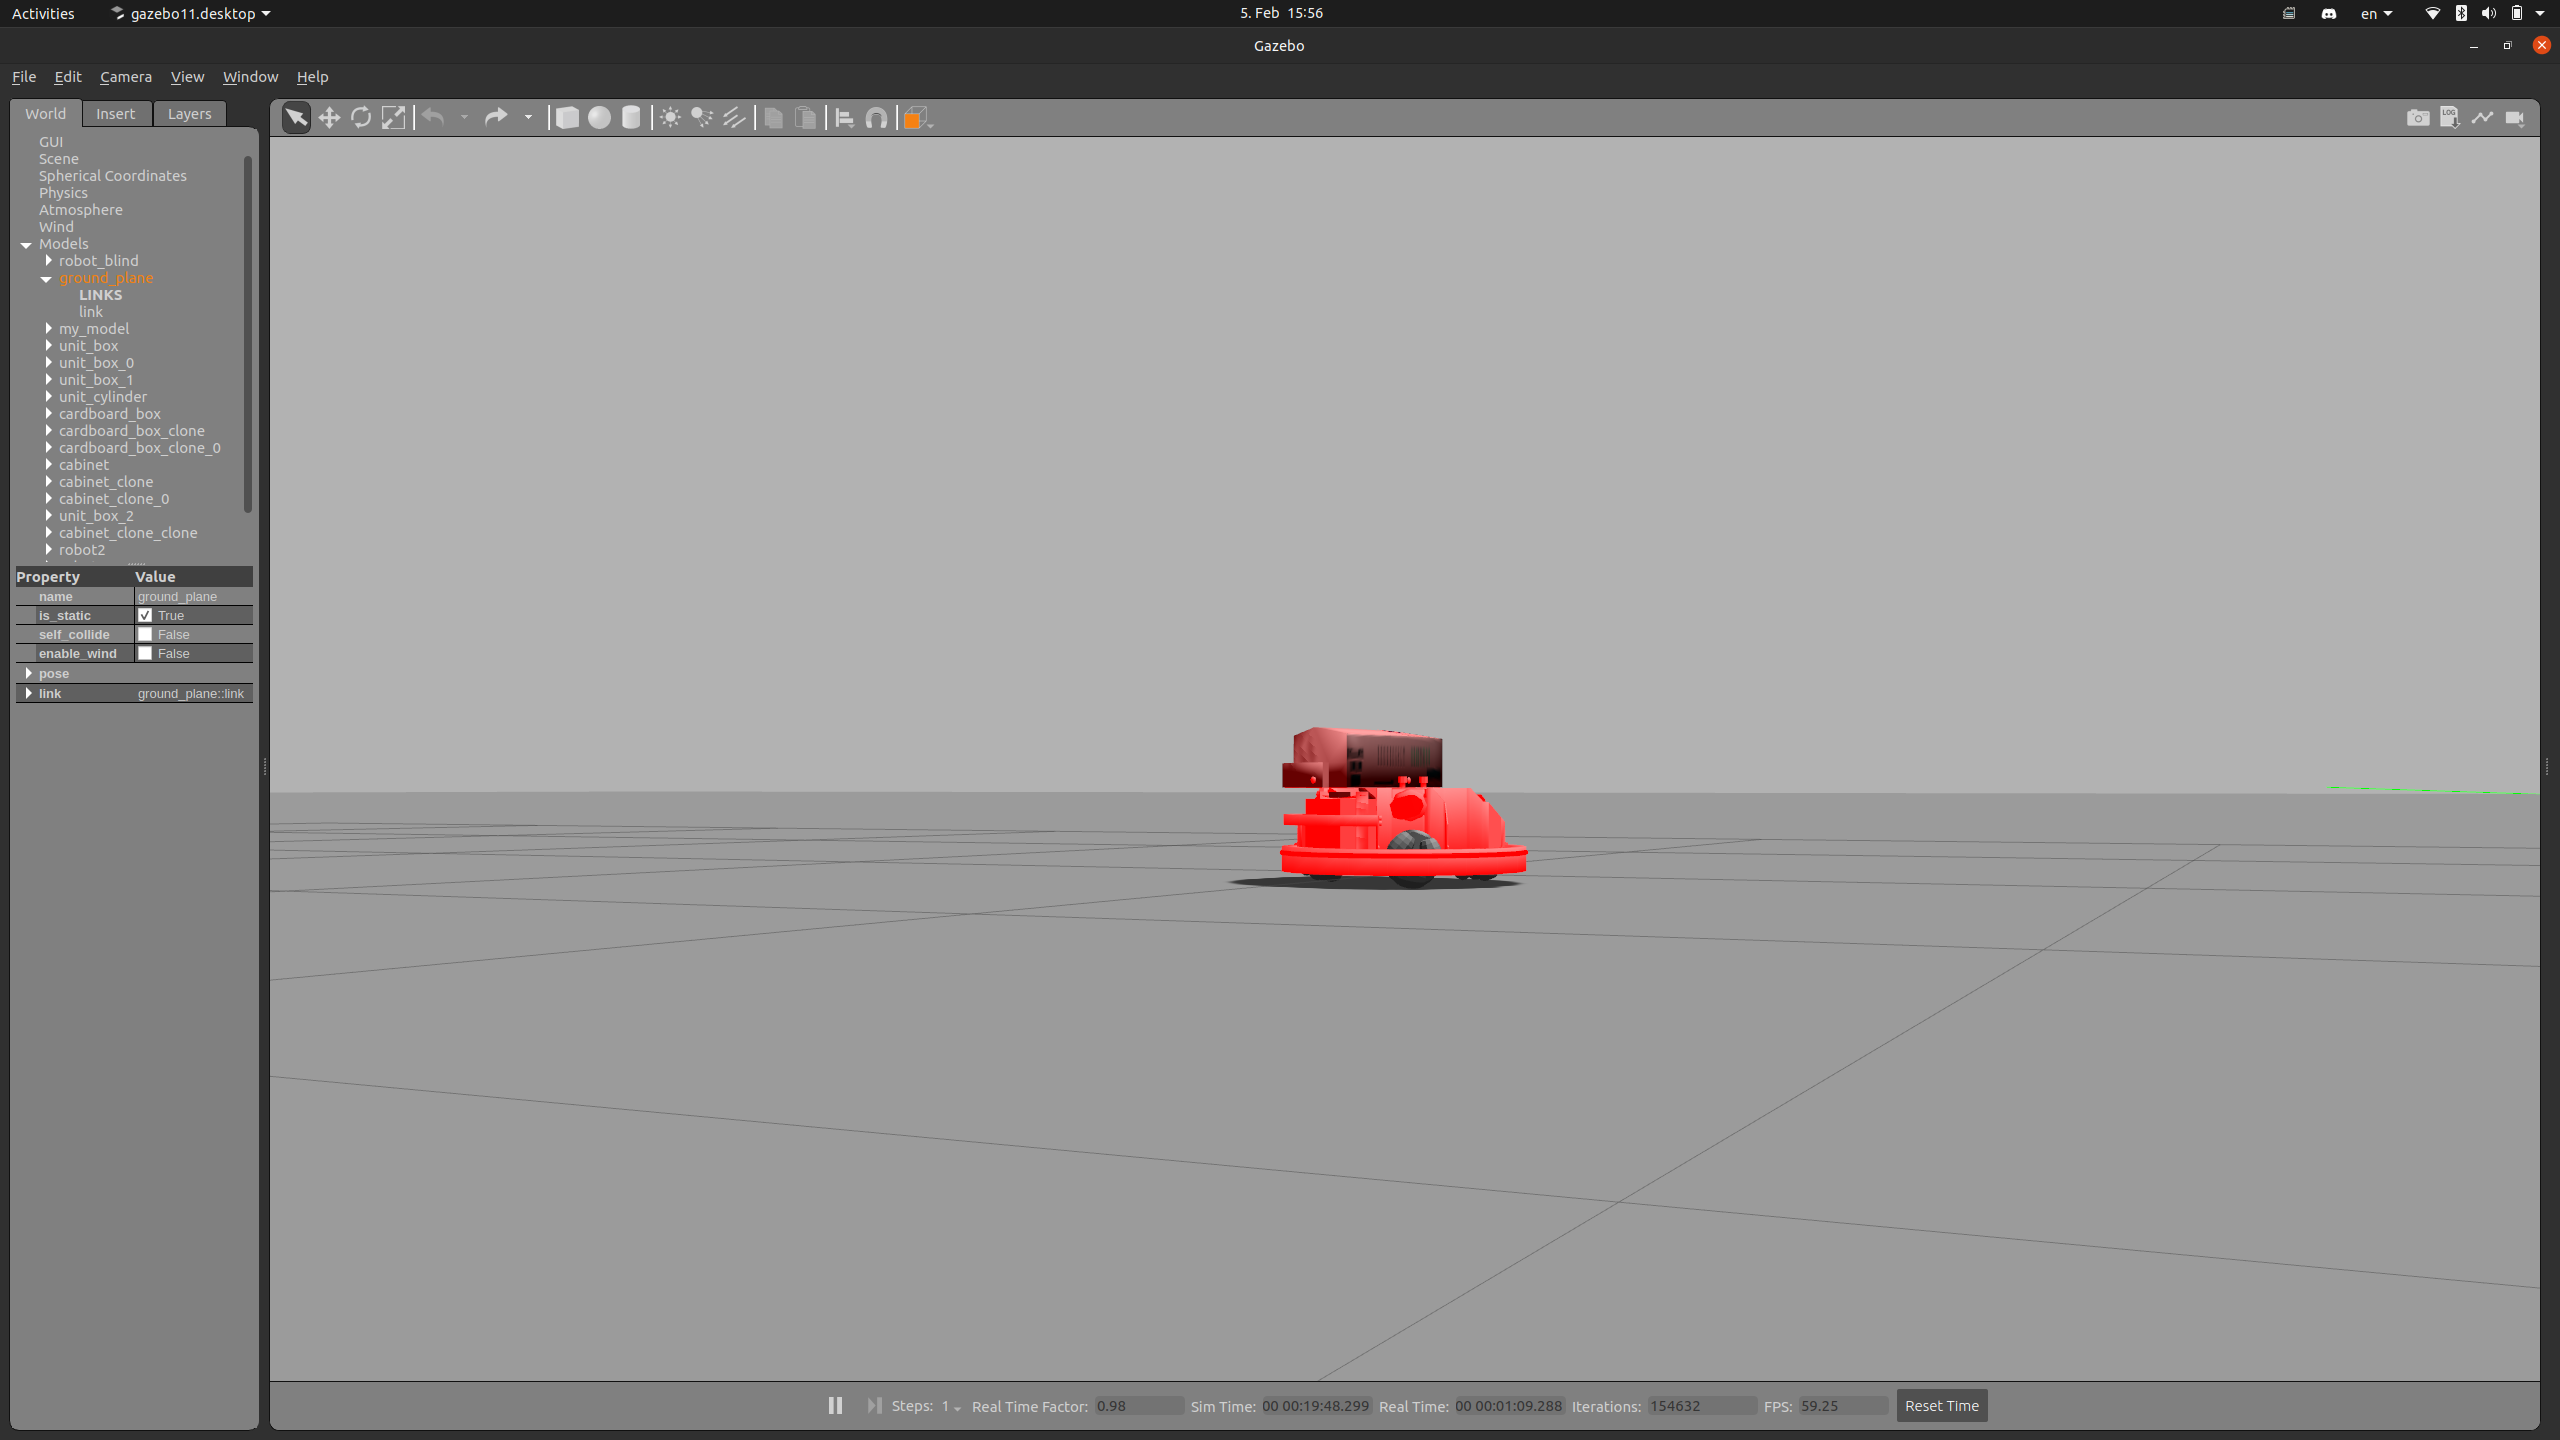 Activities gazebo11.desktop 5. Feb 15:56 en
Gazebo
File Edit Camera View Window Help
World Insert Layers
GUI
Scene
Spherical Coordinates
Physics
Atmosphere
Wind
Models
robot_blind
ground_plane
LINKS
link
my_model
unit_box
unit_box_0
unit_box_1
unit_cylinder
cardboard_box
cardboard_box_clone
cardboard_box_clone_0
cabinet
cabinet_clone
cabinet_clone_0
unit_box_2
cabinet_clone_clone
robot2
Property Value
name ground_plane
is_static True
self_collide False
enable_wind False
pose
link ground_plane::link
LOG
Steps: 1 Real Time Factor: 0.98 Sim Time: 00 00:19:48.299 Real Time: 00 00:01:09.288 Iterations: 154632 FPS: 59.25 Reset Time